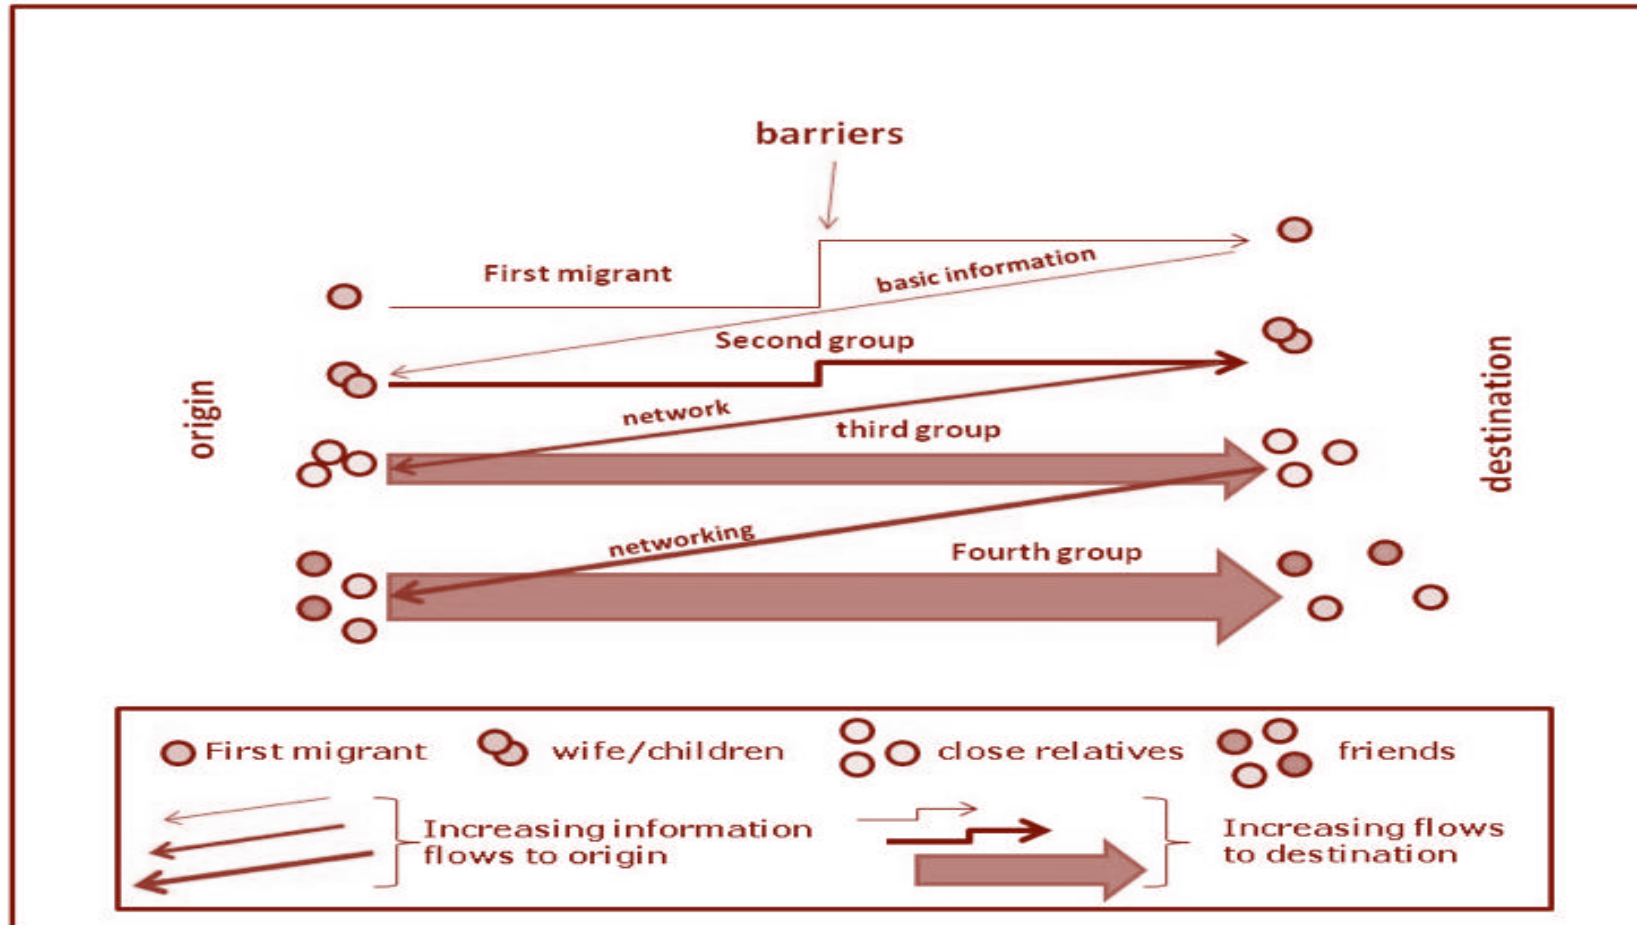 barriers
First migrant
basic information
Second group
origin
network
third group
destination
networking
Fourth group
First migrant
wife/children
close relatives
friends
Increasing information
flows to origin
Increasing flows
to destination